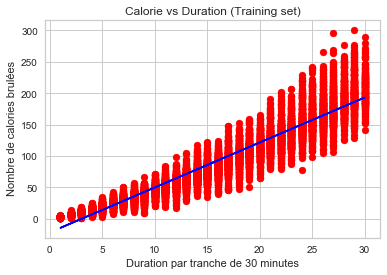 Calorie vs Duration (Training set)
Nombre de calories brulées
300
250
200
150
100
50
0
0 5 10 15 20 25 30
Duration par tranche de 30 minutes